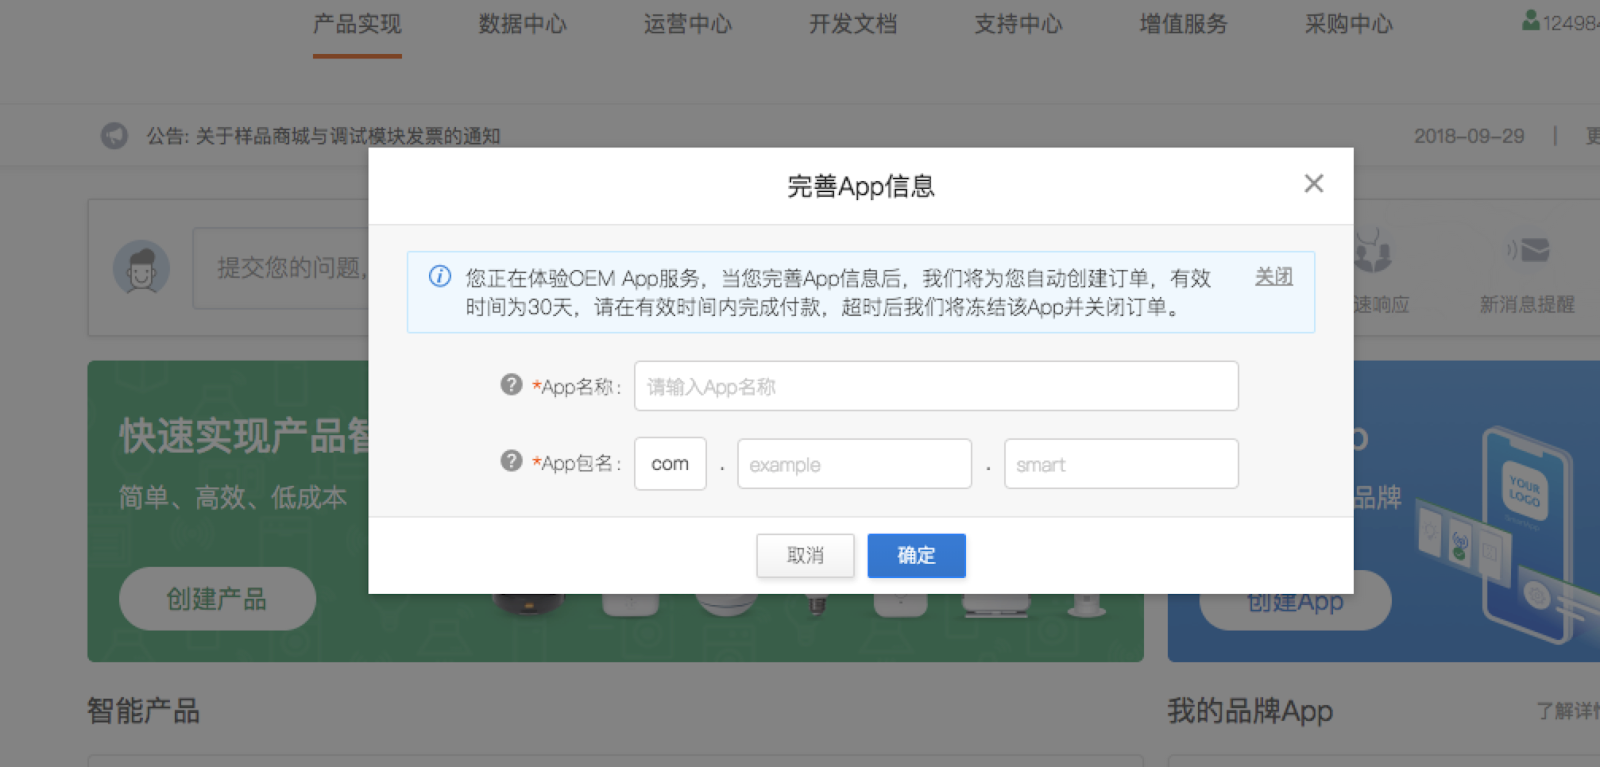 产品实现 数据中心 运营中心 开发文档 支持中心 增值服务 采购中心 12498
公告: 关于样品商城与调试模块发票的通知 2018-09-29 |
完善App信息
提交您的问题,
您正在体验OEM App服务，当您完善App信息后，我们将为您自动创建订单，有效 关闭
时间为30天，请在有效时间内完成付款，超时后我们将冻结该App并关闭订单。
速响应 新消息提醒
*App名称: 请输入App名称
*App包名: com . example . smart
快速实现产品智
简单、高效、低成本
品牌
YOUR
LOGO
取消 确定
创建产品 创建App
智能产品 我的品牌App 了解详情